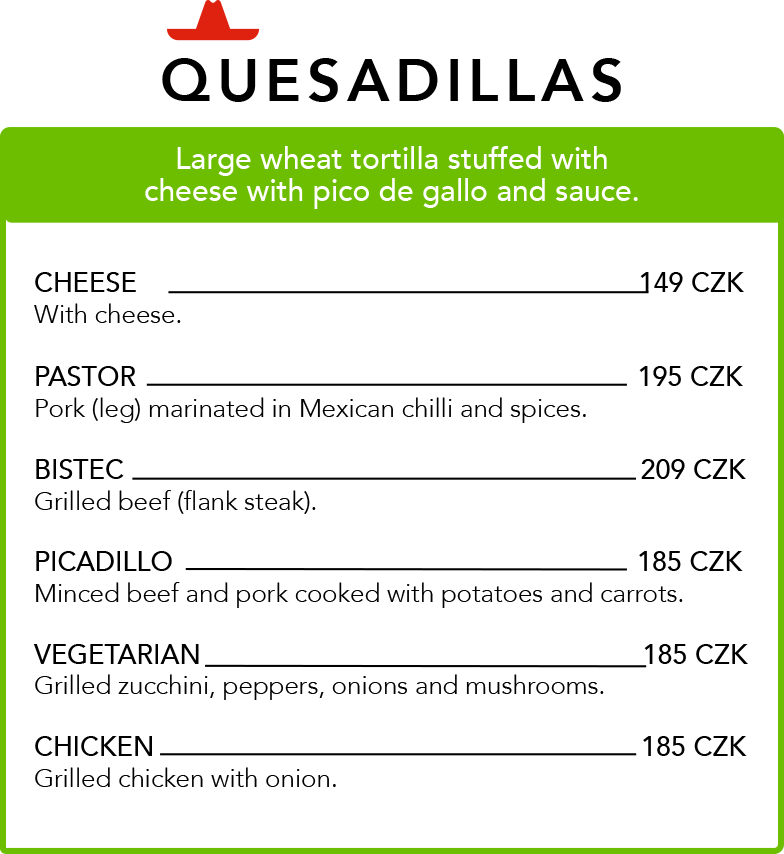 QUESADILLAS
Large wheat tortilla stuffed with
cheese with pico de gallo and sauce.
CHEESE 149 CZK
With cheese.
PASTOR 195 CZK
Pork (leg) marinated in Mexican chilli and spices.
BISTEC 209 CZK
Grilled beef (flank steak).
PICADILLO 185 CZK
Minced beef and pork cooked with potatoes and carrots.
VEGETARIAN 185 CZK
Grilled zucchini, peppers, onions and mushrooms.
CHICKEN 185 CZK
Grilled chicken with onion.